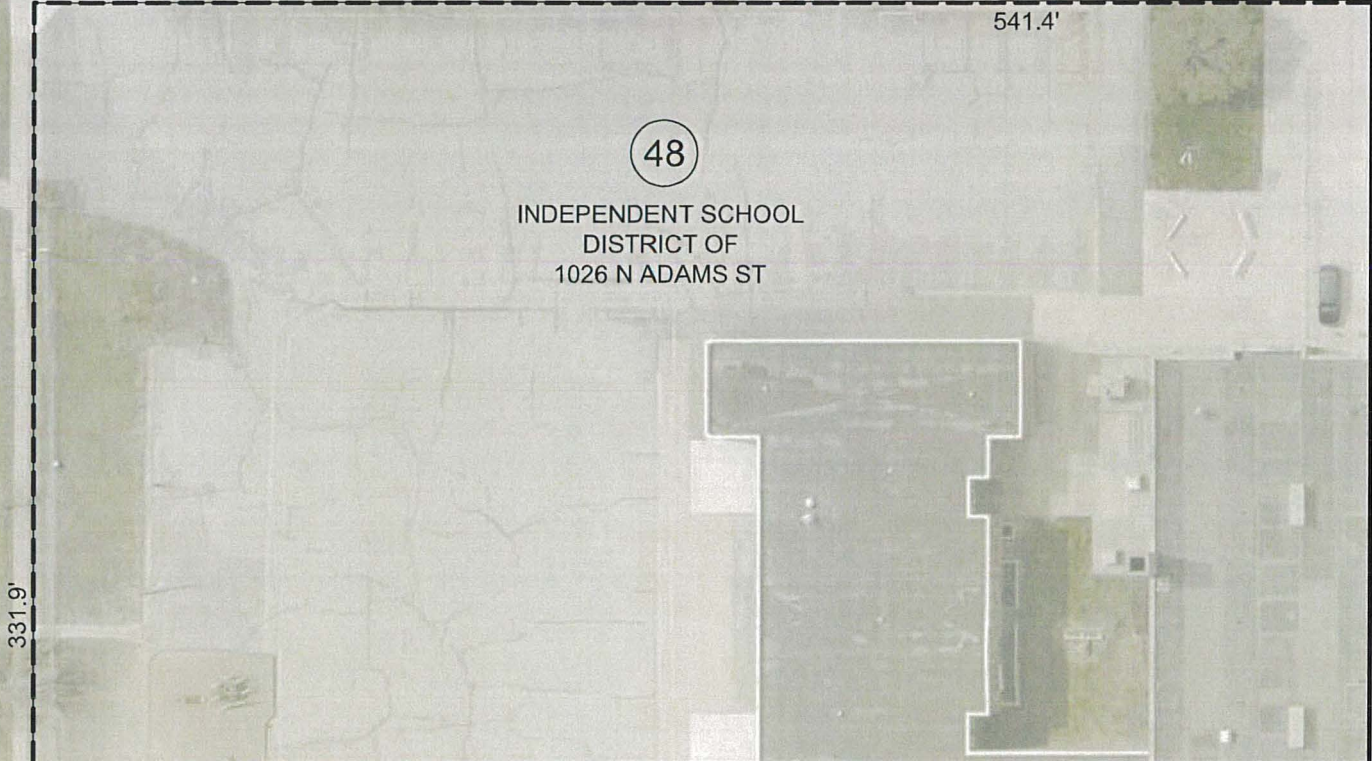 541.4'
48
INDEPENDENT SCHOOL
DISTRICT OF
1026 N ADAMS ST
331.9'